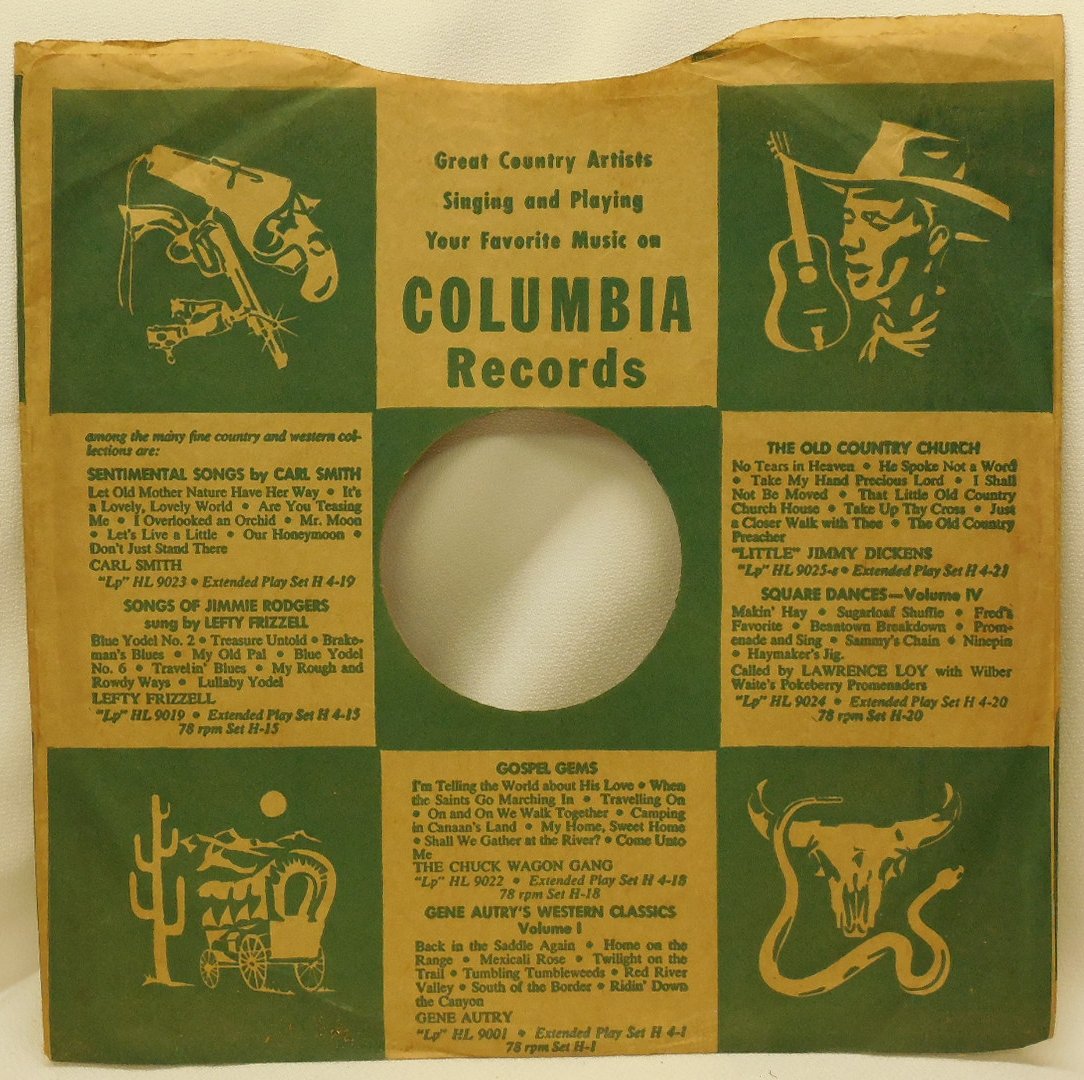 Great Country Artists
Singing and Playing
Your Favorite Music on
COLUMBIA
Records
among the many fine country and western col-
lections are:
SENTIMENTAL SONGS by CARL SMITH
Let Old Mother Nature Have Her Way • It's
a Lovely, Lovely World • Are You Teasing
Me • I Overlooked an Orchid • Mr. Moon
• Let's Live a Little • Our Honeymoon •
Don't Just Stand There
CARL SMITH
"Lp" HL 9023 • Extended Play Set H 4-19
SONGS OF JIMMIE RODGERS
sung by LEFTY FRIZZELL
Blue Yodel No. 2 • Treasure Untold • Brake-
man's Blues • My Old Pal • Blue Yodel
No. 6 • Travelin' Blues • My Rough and
Rowdy Ways • Lullaby Yodel
LEFTY FRIZZELL
"Lp" HL 9019 • Extended Play Set H 4-15
78 rpm Set H-15
THE OLD COUNTRY CHURCH
No Tears in Heaven • He Spoke Not a Word
• Take My Hand Precious Lord • I Shall
Not Be Moved • That Little Old Country
Church House • Take Up Thy Cross • Just
a Closer Walk with Thee • The Old Country
Preacher
"LITTLE" JIMMY DICKENS
"Lp" HL 9025-s • Extended Play Set H 4-21
SQUARE DANCES—Volume IV
Makin' Hay • Sugarloaf Shuffle • Fred's
Favorite • Beantown Breakdown • Prom-
enade and Sing • Sammy's Chain • Ninepin
• Haymaker's Jig.
Called by LAWRENCE LOY with Wilber
Waite's Pokeberry Promenaders
"Lp" HL 9024 • Extended Play Set H 4-20
78 rpm Set H-20
GOSPEL GEMS
I'm Telling the World about His Love • When
the Saints Go Marching In • Travelling On
• On and On We Walk Together • Camping
in Canaan's Land • My Home, Sweet Home
• Shall We Gather at the River? • Come Unto
Me
THE CHUCK WAGON GANG
"Lp" HL 9022 • Extended Play Set H 4-18
78 rpm Set H-18
GENE AUTRY'S WESTERN CLASSICS
Volume I
Back in the Saddle Again • Home on the
Range • Mexicali Rose • Twilight on the
Trail • Tumbling Tumbleweeds • Red River
Valley • South of the Border • Ridin' Down
the Canyon
GENE AUTRY
"Lp" HL 9001 • Extended Play Set H 4-1
78 rpm Set H-1